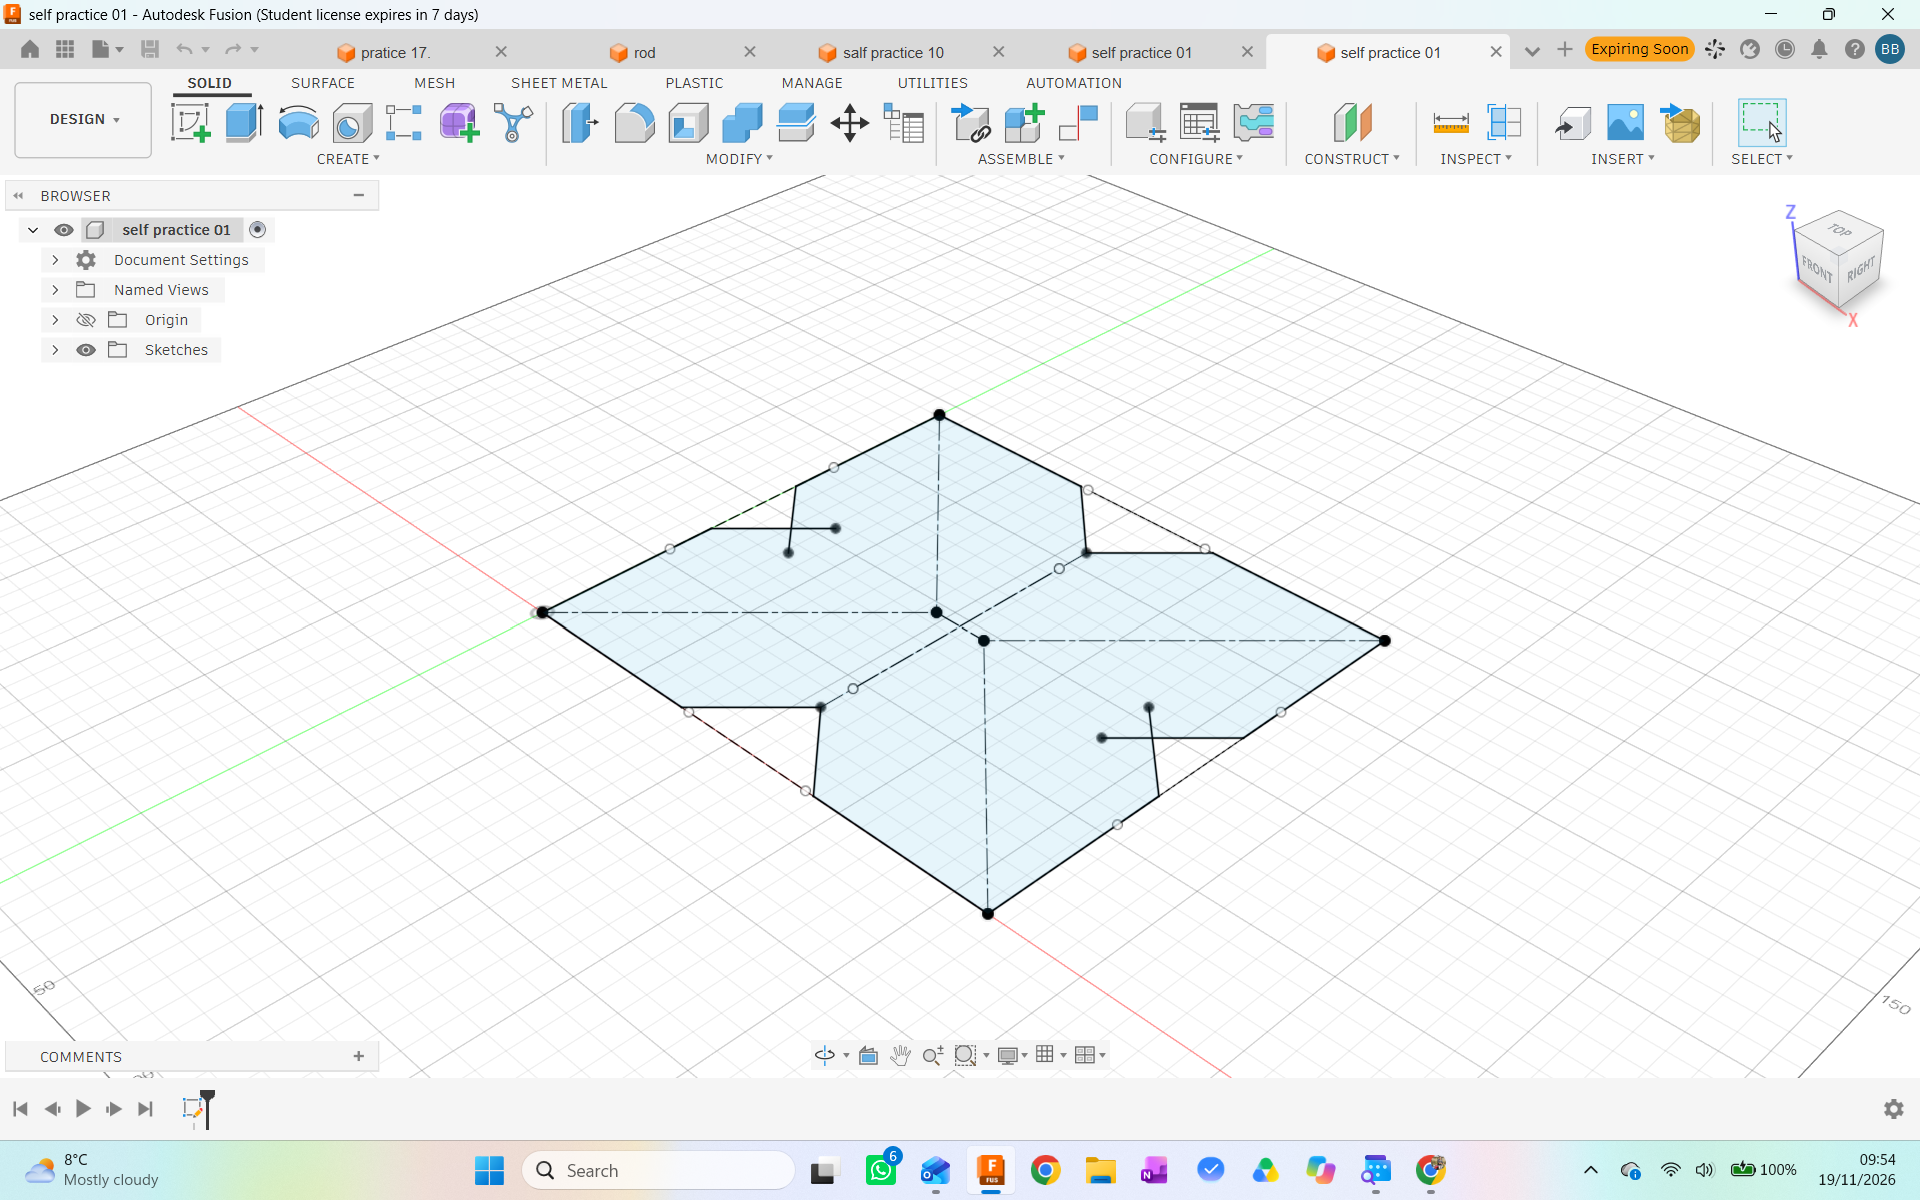 self practice 01 - Autodesk Fusion (Student license expires in 7 days)
pratice 17.
rod
salf practice 10
self practice 01
self practice 01
Expiring Soon
BB
SOLID
SURFACE
MESH
SHEET METAL
PLASTIC
MANAGE
UTILITIES
AUTOMATION
DESIGN
CREATE
MODIFY
ASSEMBLE
CONFIGURE
CONSTRUCT
INSPECT
INSERT
SELECT
BROWSER
self practice 01
Document Settings
Named Views
Origin
Sketches
Z
TOP
FRONT
RIGHT
X
50
150
COMMENTS
8°C
Mostly cloudy
Search
6
FUS
100%
09:54
19/11/2026